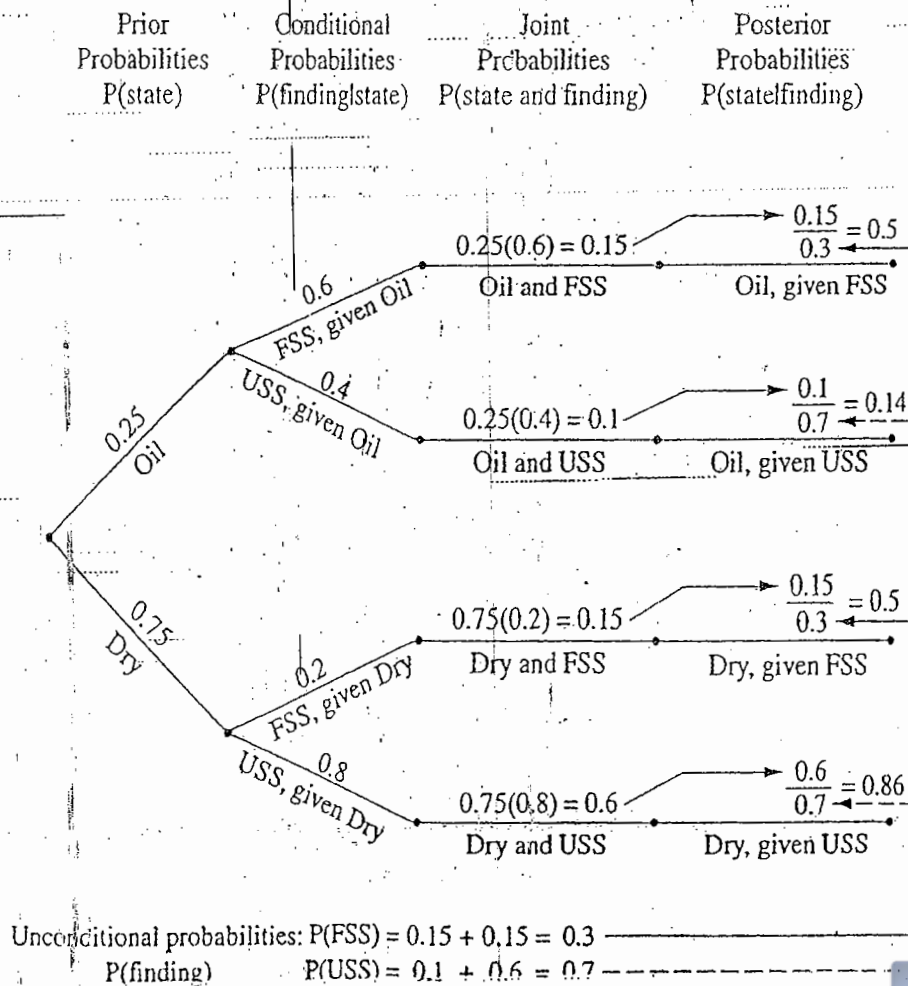 Prior Conditional Joint Posterior
Probabilities Probabilities Probabilities Probabilities
P(state) P(finding|state) P(state and finding) P(state|finding)
0.25(0.6) = 0.15 0.15/0.3 = 0.5
0.6
FSS, given Oil
Oil and FSS Oil, given FSS
0.25
Oil
0.4
USS, given Oil
0.25(0.4) = 0.1 0.1/0.7 = 0.14
Oil and USS Oil, given USS
0.75
Dry
0.75(0.2) = 0.15 0.15/0.3 = 0.5
0.2
FSS, given Dry
Dry and FSS Dry, given FSS
0.8
USS, given Dry
0.75(0.8) = 0.6 0.6/0.7 = 0.86
Dry and USS Dry, given USS
Unconditional probabilities: P(FSS) = 0.15 + 0.15 = 0.3
P(finding) P(USS) = 0.1 + 0.6 = 0.7